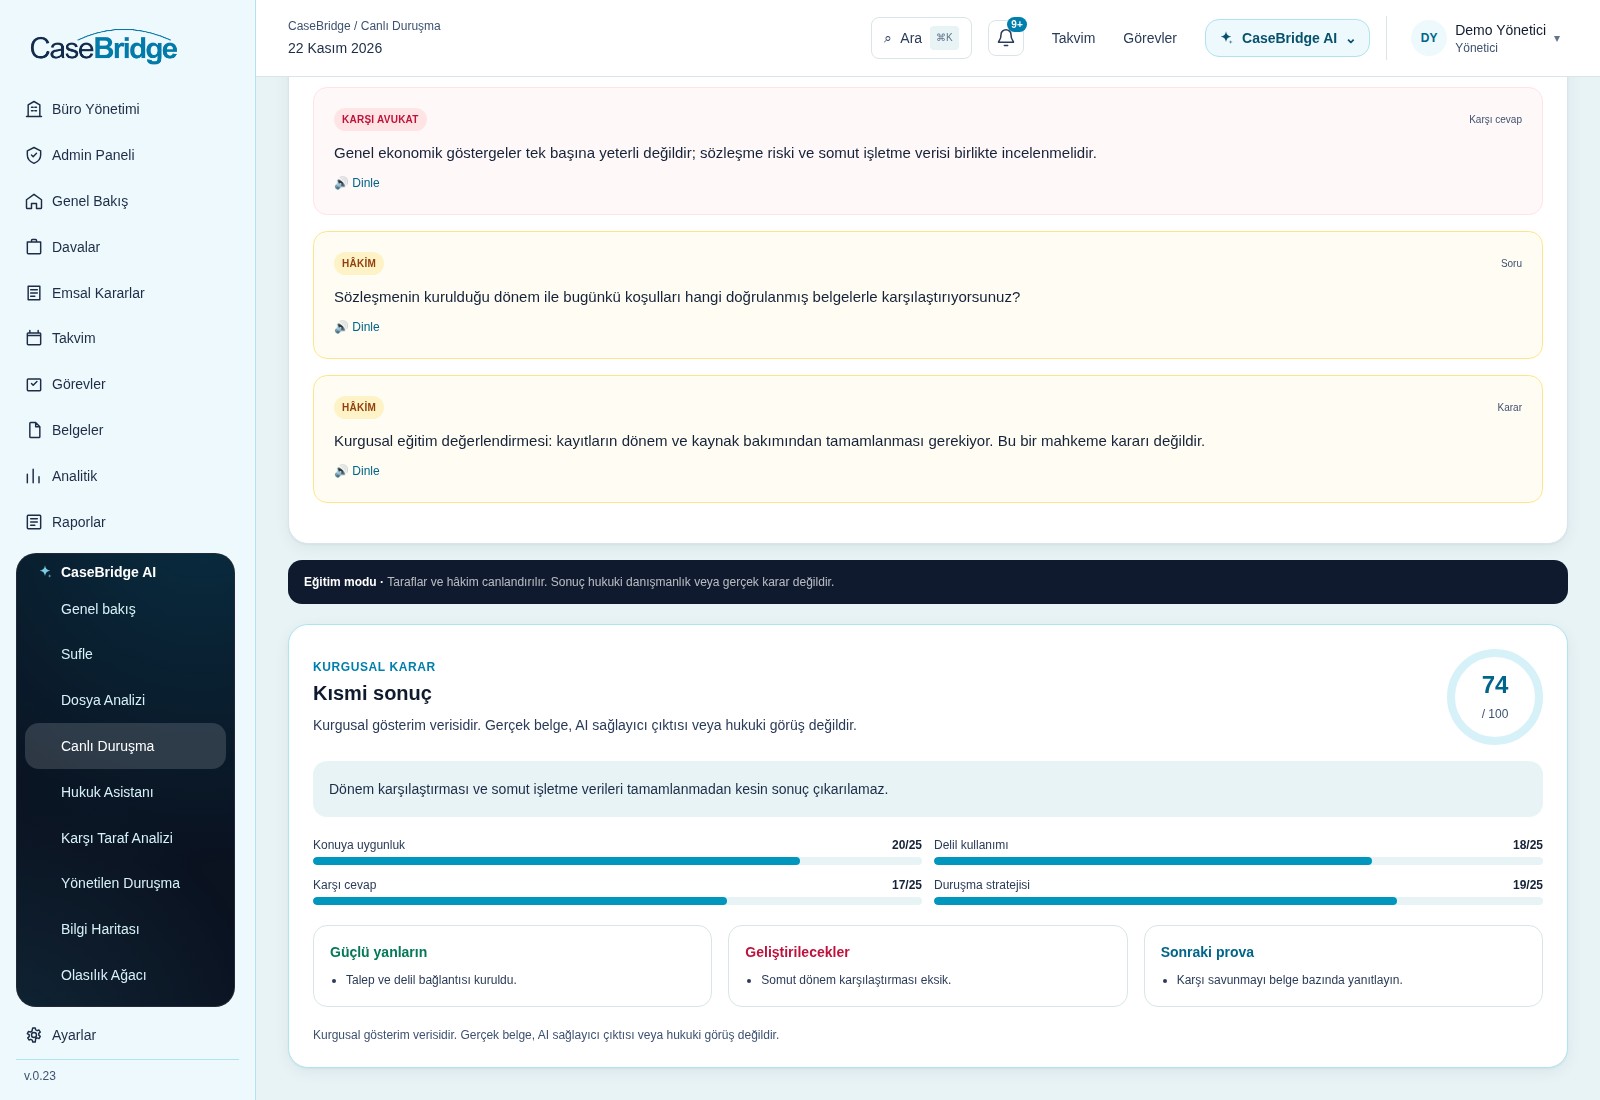 CaseBridge
Büro Yönetimi
Admin Paneli
Genel Bakış
Davalar
Emsal Kararlar
Takvim
Görevler
Belgeler
Analitik
Raporlar
CaseBridge AI
Genel bakış
Sufle
Dosya Analizi
Canlı Duruşma
Hukuk Asistanı
Karşı Taraf Analizi
Yönetilen Duruşma
Bilgi Haritası
Olasılık Ağacı
Ayarlar
v.0.23
CaseBridge / Canlı Duruşma
22 Kasım 2026
Ara ⌘K
9+
Takvim
Görevler
CaseBridge AI
DY
Demo Yönetici
Yönetici
KARŞI AVUKAT
Karşı cevap
Genel ekonomik göstergeler tek başına yeterli değildir; sözleşme riski ve somut işletme verisi birlikte incelenmelidir.
🔊 Dinle
HÂKİM
Soru
Sözleşmenin kurulduğu dönem ile bugünkü koşulları hangi doğrulanmış belgelerle karşılaştırıyorsunuz?
🔊 Dinle
HÂKİM
Karar
Kurgusal eğitim değerlendirmesi: kayıtların dönem ve kaynak bakımından tamamlanması gerekiyor. Bu bir mahkeme kararı değildir.
🔊 Dinle
Eğitim modu · Taraflar ve hâkim canlandırılır. Sonuç hukuki danışmanlık veya gerçek karar değildir.
KURGUSAL KARAR
Kısmi sonuç
Kurgusal gösterim verisidir. Gerçek belge, AI sağlayıcı çıktısı veya hukuki görüş değildir.
74
/ 100
Dönem karşılaştırması ve somut işletme verileri tamamlanmadan kesin sonuç çıkarılamaz.
Konuya uygunluk 20/25
Delil kullanımı 18/25
Karşı cevap 17/25
Duruşma stratejisi 19/25
Güçlü yanların
• Talep ve delil bağlantısı kuruldu.
Geliştirilecekler
• Somut dönem karşılaştırması eksik.
Sonraki prova
• Karşı savunmayı belge bazında yanıtlayın.
Kurgusal gösterim verisidir. Gerçek belge, AI sağlayıcı çıktısı veya hukuki görüş değildir.